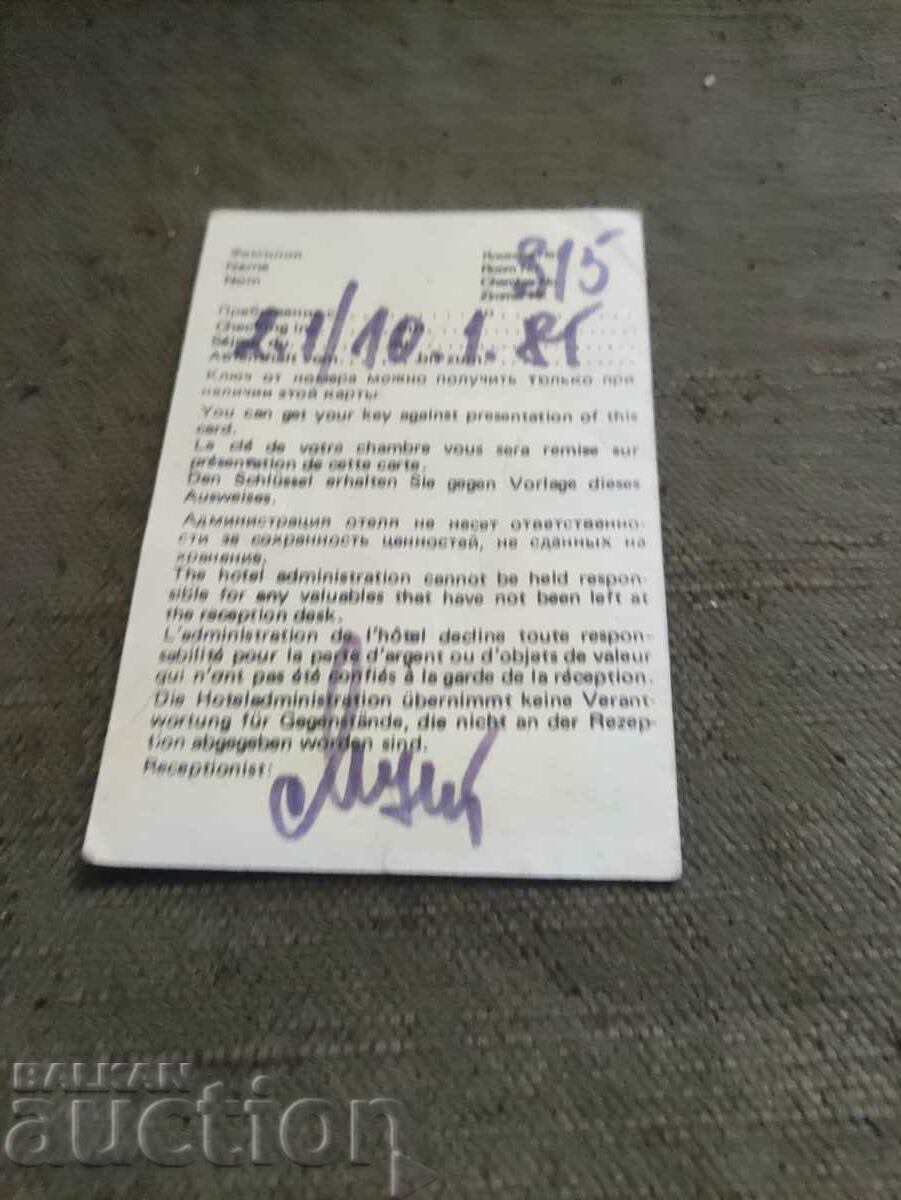 Фамилия
Name
Nom
315
Checking in
Ключ от номера можно получить только при
наличии этой карты
You can get your key against presentation of this
card.
La clé de votre chambre vous sera remise sur
présentation de cette carte.
Den Schlüssel erhalten Sie gegen Vorlage dieses
Ausweises.
Администрация отеля не несет ответственно-
сти за сохранность ценностей, не сданных на
хранение.
The hotel administration cannot be held respon-
sible for any valuables that have not been left at
the reception desk.
L'administration de l'hôtel decline toute respon-
sabilité pour la perte d'argent ou d'objets de valeur
qui n'ont pas été confiés à la garde de la réception.
Die Hoteladministration übernimmt keine Verant-
wortung für Gegenstände, die nicht an der Rezep-
tion abgegeben worden sind.
Receptionist:
BALKAN
auction